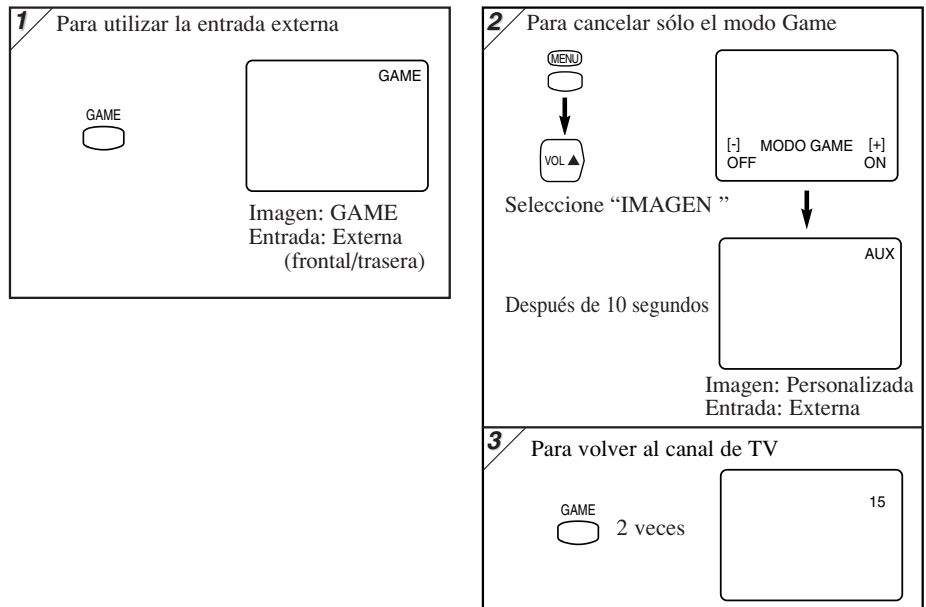 1 Para utilizar la entrada externa
GAME
GAME
Imagen: GAME
Entrada: Externa
(frontal/trasera)
2 Para cancelar sólo el modo Game
MENU
VOL ▲
[-] MODO GAME [+]
OFF ON
Seleccione “IMAGEN ”
AUX
Después de 10 segundos
Imagen: Personalizada
Entrada: Externa
3 Para volver al canal de TV
15
GAME
2 veces